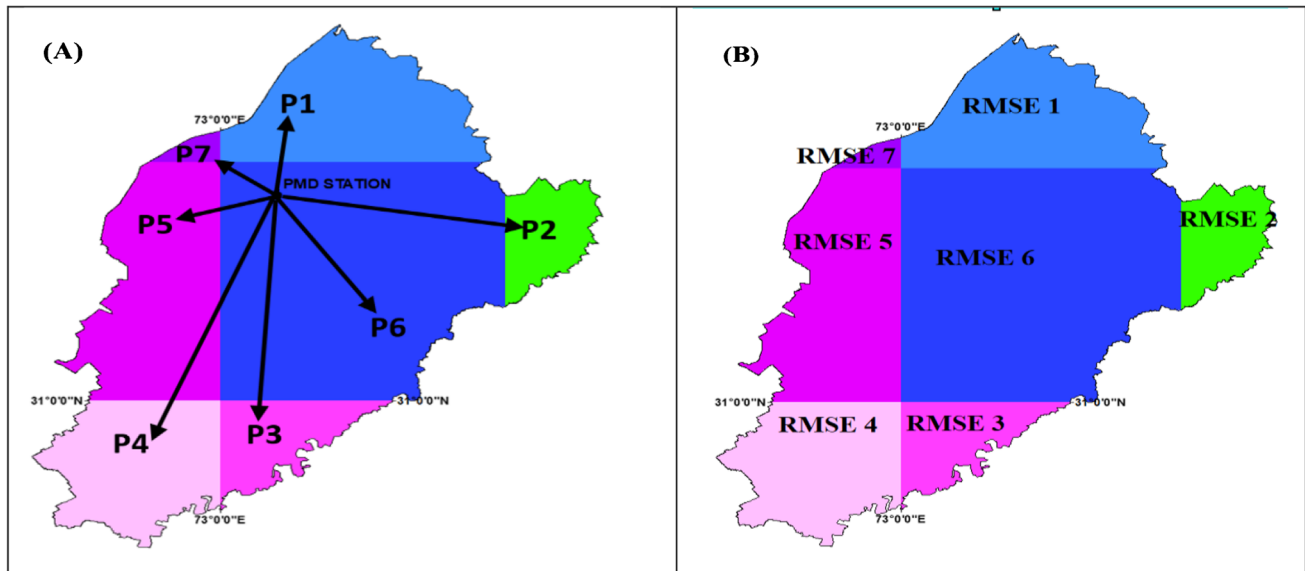 (A)
P1
73°0'0"E
P7
PMD STATION
P5
P2
P6
31°0'0"N
31°0'0"N
P4
P3
73°0'0"E
(B)
RMSE 1
73°0'0"E
RMSE 7
RMSE 2
RMSE 5
RMSE 6
31°0'0"N
31°0'0"N
RMSE 4
RMSE 3
73°0'0"E